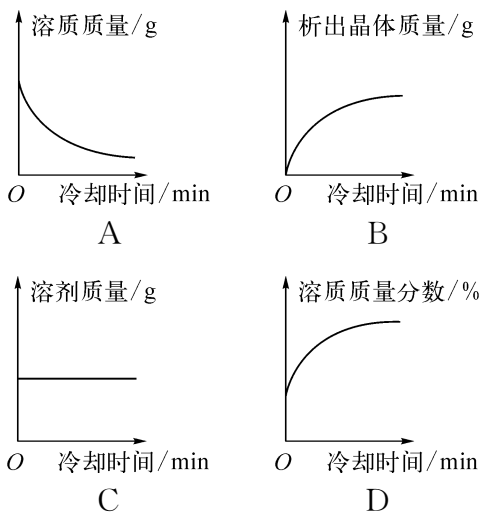 溶质质量/g
O 冷却时间/min
A
析出晶体质量/g
O 冷却时间/min
B
溶剂质量/g
O 冷却时间/min
C
溶质质量分数/%
O 冷却时间/min
D